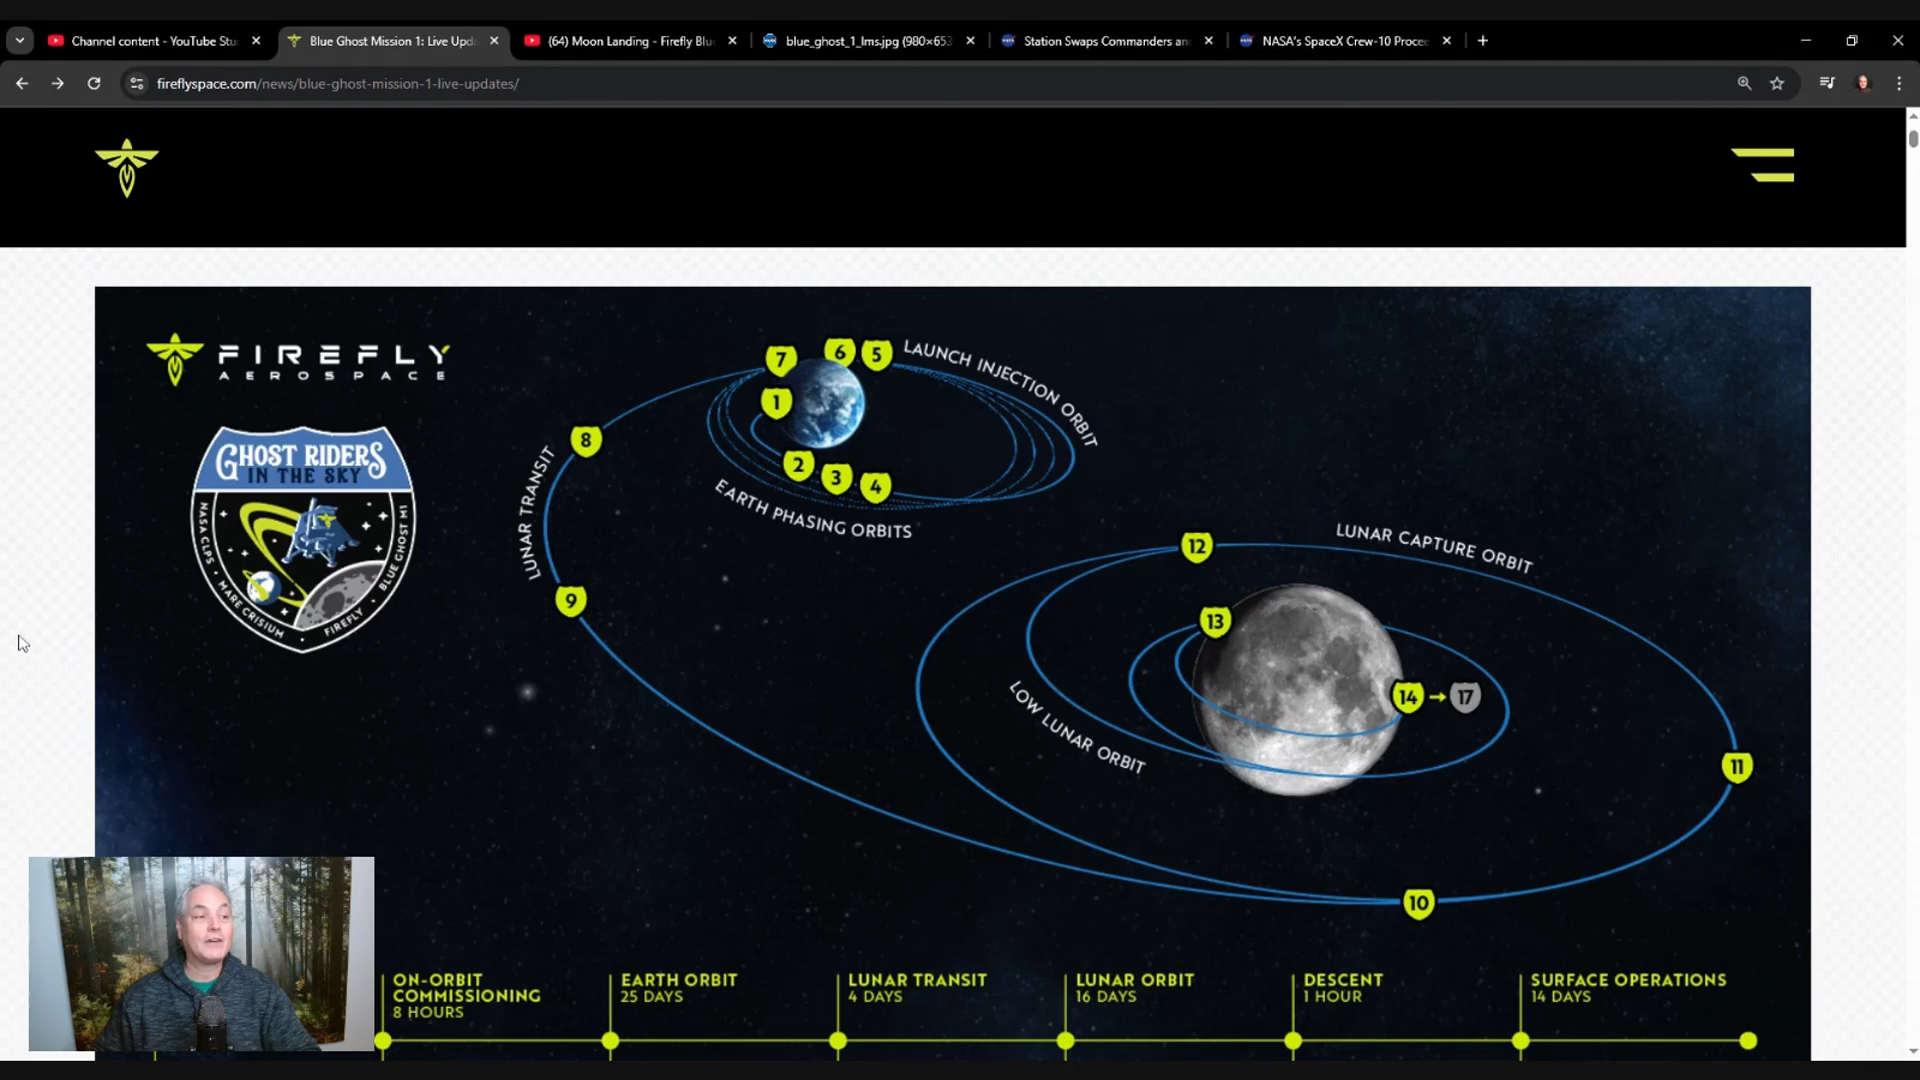 Channel content - YouTube Stu
Blue Ghost Mission 1: Live Upda
(64) Moon Landing - Firefly Blu
blue_ghost_1_lms.jpg (980×653
Station Swaps Commanders an
NASA's SpaceX Crew-10 Procee
fireflyspace.com/news/blue-ghost-mission-1-live-updates/
FIREFLY
AEROSPACE
GHOST RIDERS
IN THE SKY
NASA CLPS • MARE CRISIUM • FIREFLY • BLUE GHOST M1
7
6
5
LAUNCH INJECTION ORBIT
1
8
2
3
4
EARTH PHASING ORBITS
LUNAR TRANSIT
9
12
LUNAR CAPTURE ORBIT
13
14
17
LOW LUNAR ORBIT
11
10
ON-ORBIT
COMMISSIONING
8 HOURS
EARTH ORBIT
25 DAYS
LUNAR TRANSIT
4 DAYS
LUNAR ORBIT
16 DAYS
DESCENT
1 HOUR
SURFACE OPERATIONS
14 DAYS